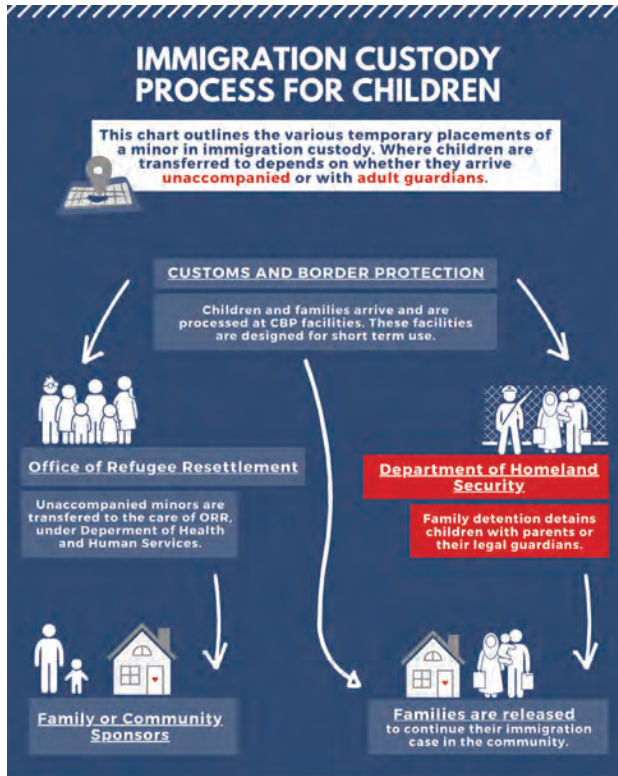 IMMIGRATION CUSTODY
PROCESS FOR CHILDREN
This chart outlines the various temporary placements of
a minor in immigration custody. Where children are
transferred to depends on whether they arrive
unaccompanied or with adult guardians.
CUSTOMS AND BORDER PROTECTION
Children and families arrive and are
processed at CBP facilities. These facilities
are designed for short term use.
Office of Refugee Resettlement
Unaccompanied minors are
transfered to the care of ORR,
under Deperment of Health
and Human Services.
Department of Homeland
Security
Family detention detains
children with parents or
their legal guardians.
Family or Community
Sponsors
Families are released
to continue their immigration
case in the community.